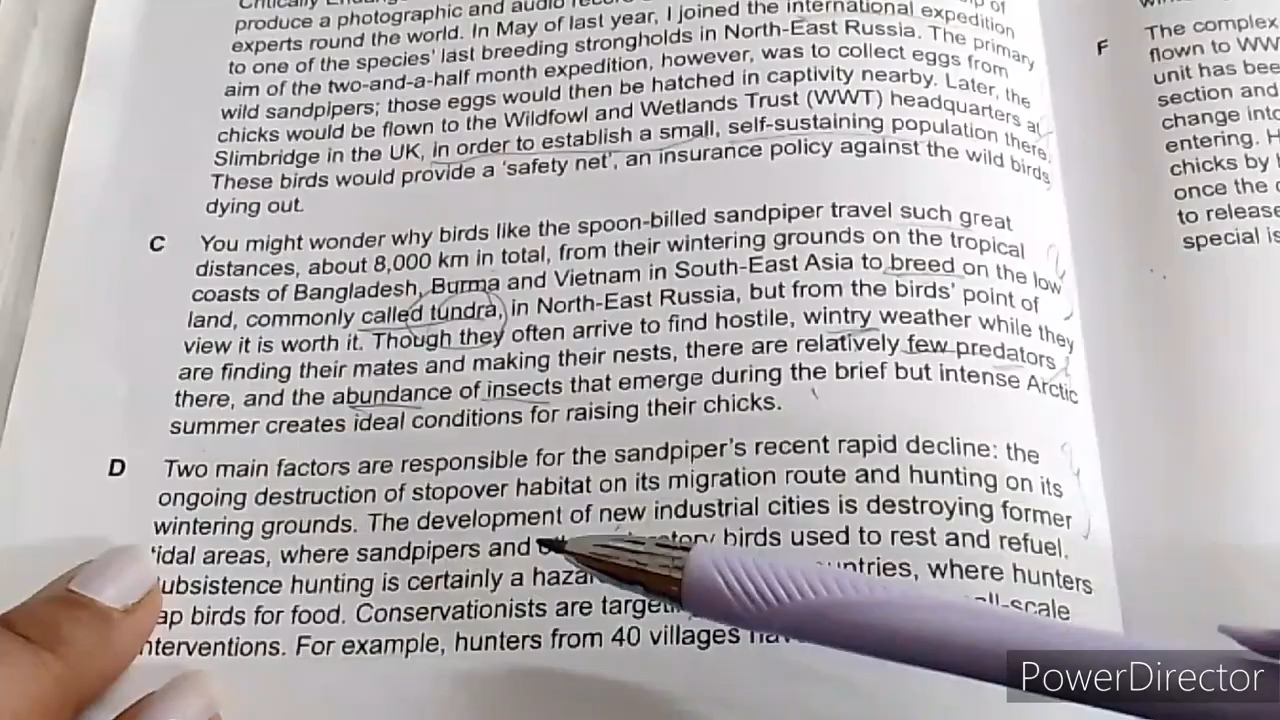 produce a photographic and audio
experts round the world. In May of last year, I joined the international expedition
to one of the species' last breeding strongholds in North-East Russia. The primary
aim of the two-and-a-half month expedition, however, was to collect eggs from
wild sandpipers; those eggs would then be hatched in captivity nearby. Later, the
chicks would be flown to the Wildfowl and Wetlands Trust (WWT) headquarters at
Slimbridge in the UK, in order to establish a small, self-sustaining population there.
These birds would provide a 'safety net', an insurance policy against the wild birds
dying out.
C You might wonder why birds like the spoon-billed sandpiper travel such great
distances, about 8,000 km in total, from their wintering grounds on the tropical
coasts of Bangladesh, Burma and Vietnam in South-East Asia to breed on the low
land, commonly called tundra, in North-East Russia, but from the birds' point of
view it is worth it. Though they often arrive to find hostile, wintry weather while they
are finding their mates and making their nests, there are relatively few predators
there, and the abundance of insects that emerge during the brief but intense Arctic
summer creates ideal conditions for raising their chicks.
D Two main factors are responsible for the sandpiper's recent rapid decline: the
ongoing destruction of stopover habitat on its migration route and hunting on its
wintering grounds. The development of new industrial cities is destroying former
idal areas, where sandpipers and birds used to rest and refuel.
ubsistence hunting is certainly a where hunters
ap birds for food. Conservationists are
nterventions. For example, hunters from 40 villages
F The complex
flown to WW
unit has bee
section and
change into
entering. H
chicks by
once the
to release
special is
PowerDirector